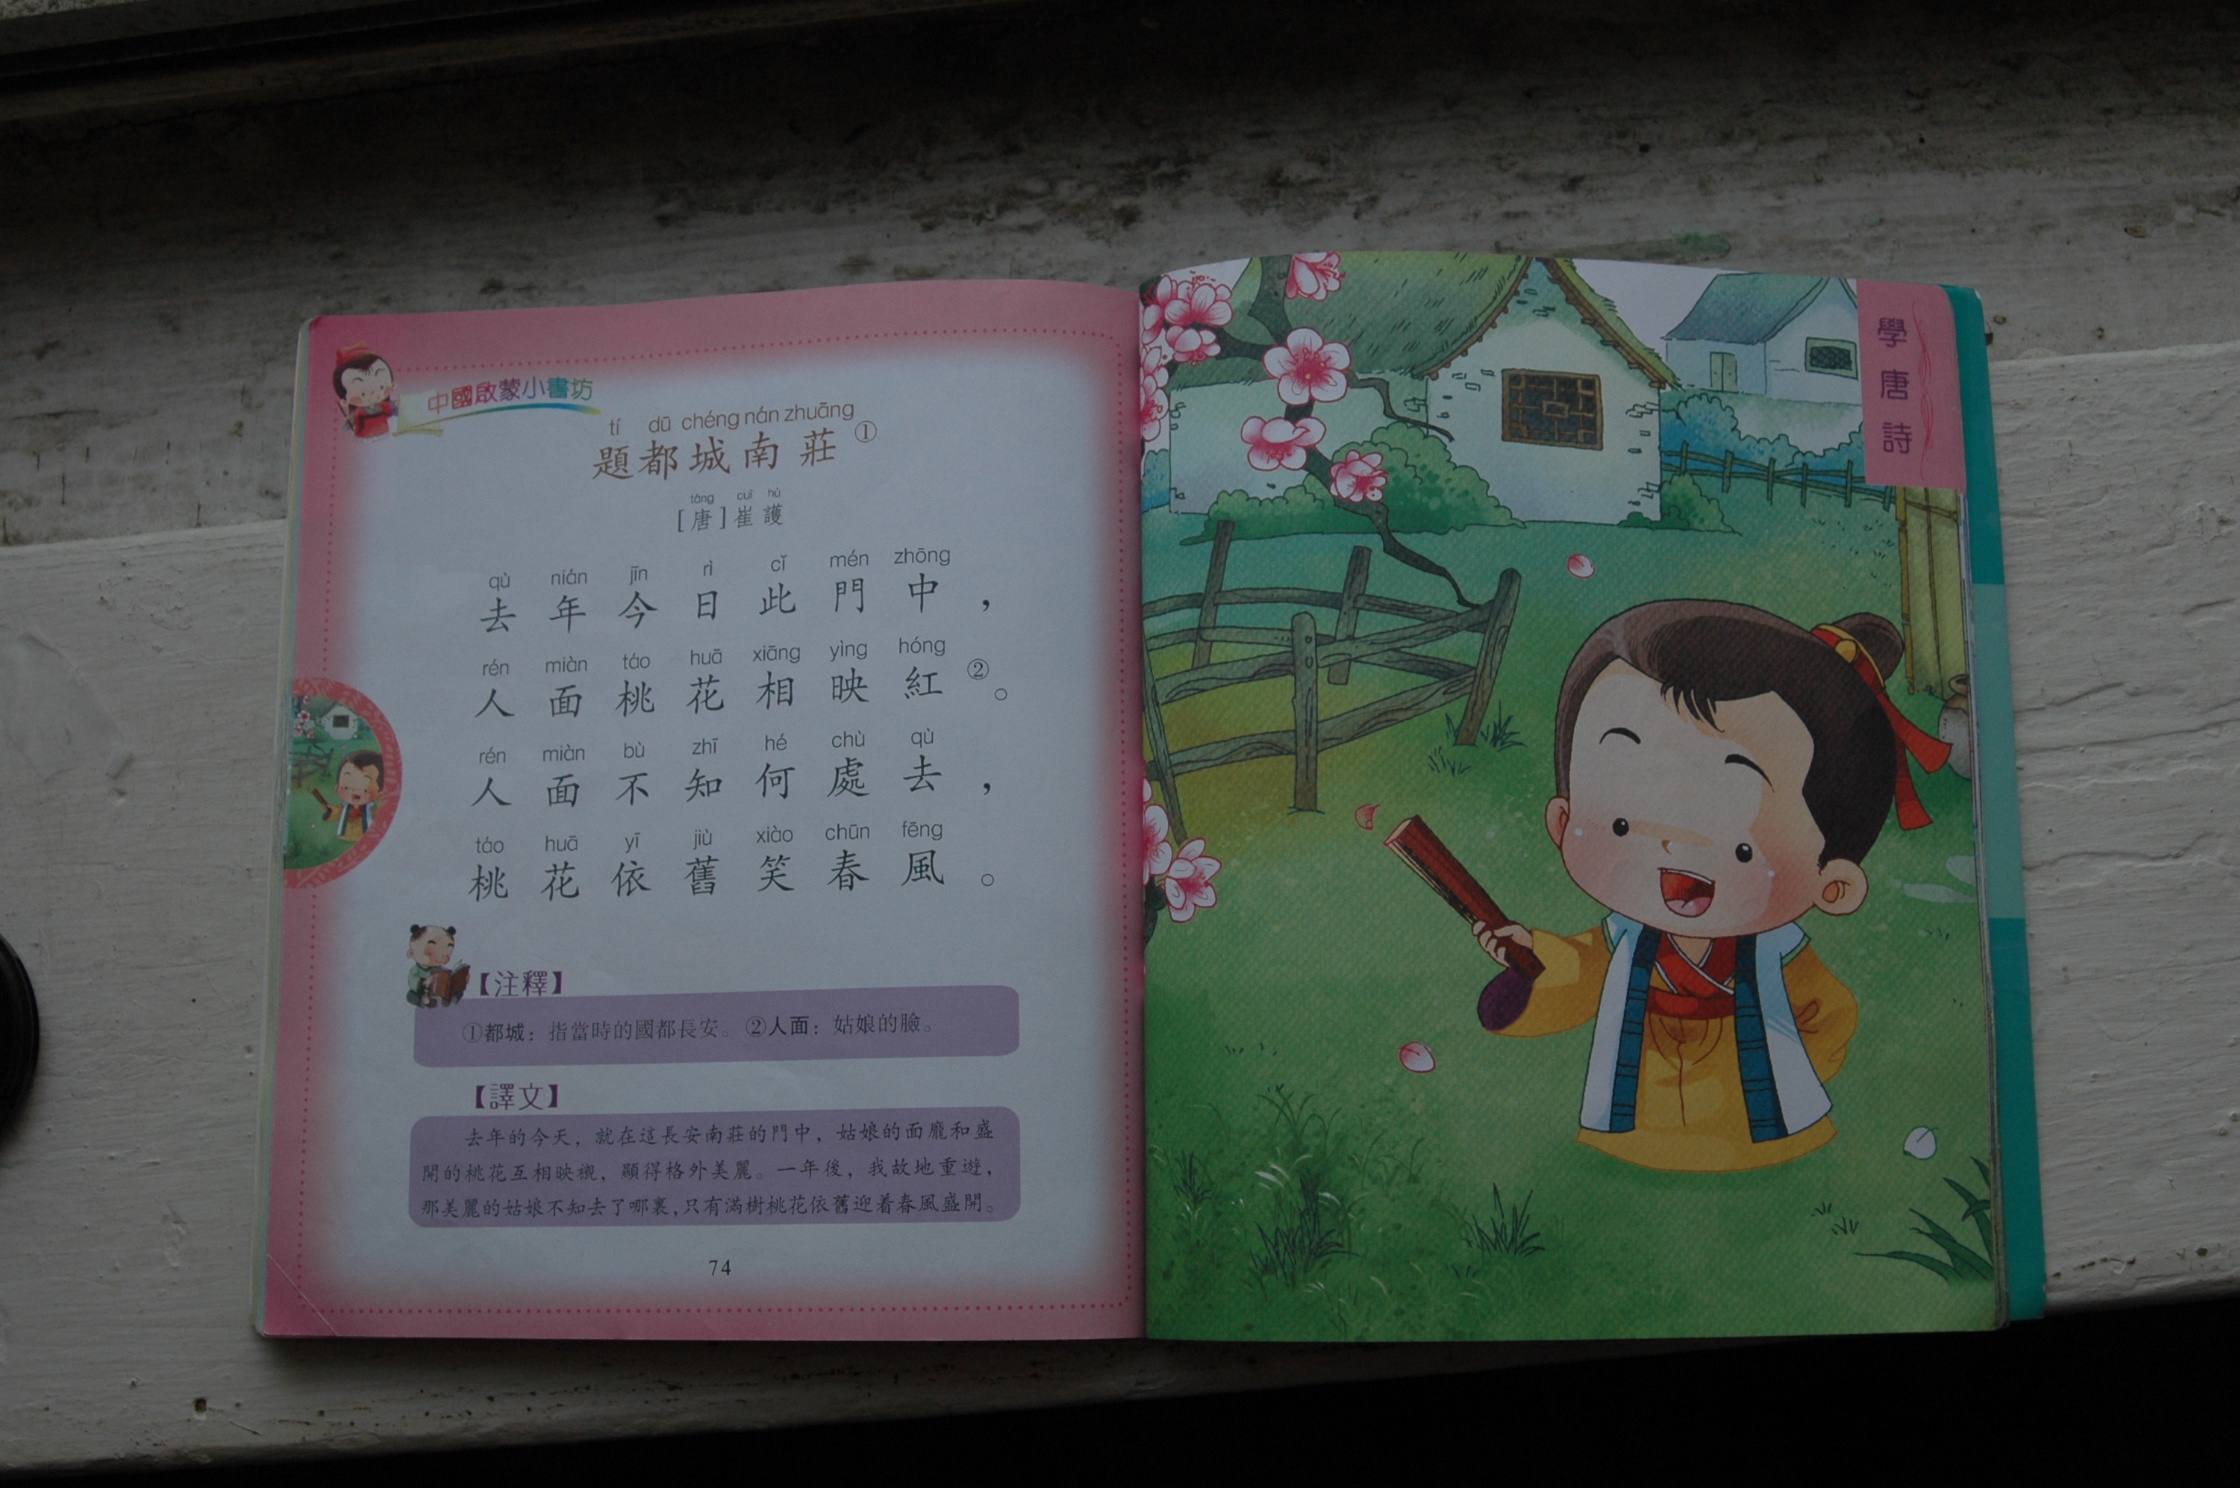 中國啟蒙小書坊
tí dū chéng nán zhuāng
題都城南莊①
táng cuī hù
[唐]崔護
qù nián jīn rì cǐ mén zhōng
去年今日此門中，
rén miàn táo huā xiāng yìng hóng
人面桃花相映紅②。
rén miàn bù zhī hé chù qù
人面不知何處去，
táo huā yī jiù xiào chūn fēng
桃花依舊笑春風。
【注釋】
①都城：指當時的國都長安。②人面：姑娘的臉。
【譯文】
去年的今天，就在這長安南莊的門中，姑娘的面龐和盛
開的桃花互相映襯，顯得格外美麗。一年後，我故地重遊，
那美麗的姑娘不知去了哪裏，只有滿樹桃花依舊迎着春風盛開。
74
學唐詩